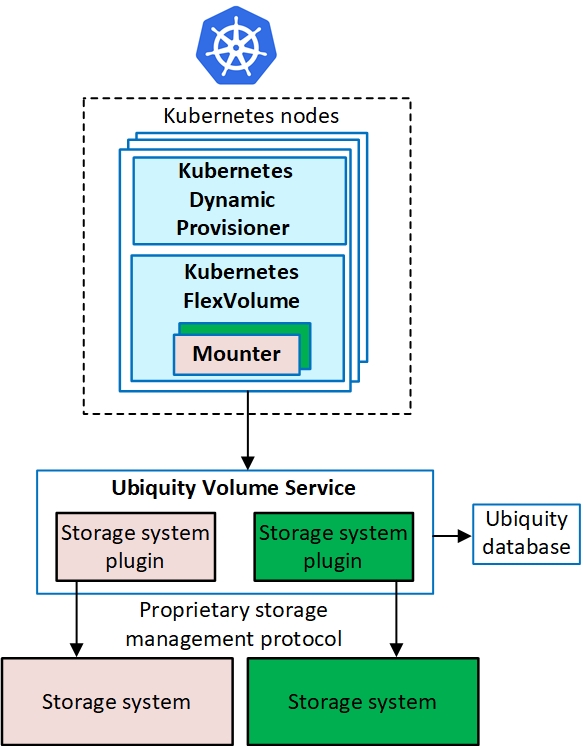 Kubernetes nodes
Kubernetes
Dynamic
Provisioner
Kubernetes
FlexVolume
Mounter
Ubiquity Volume Service
Storage system
plugin
Storage system
plugin
Ubiquity
database
Proprietary storage
management protocol
Storage system
Storage system